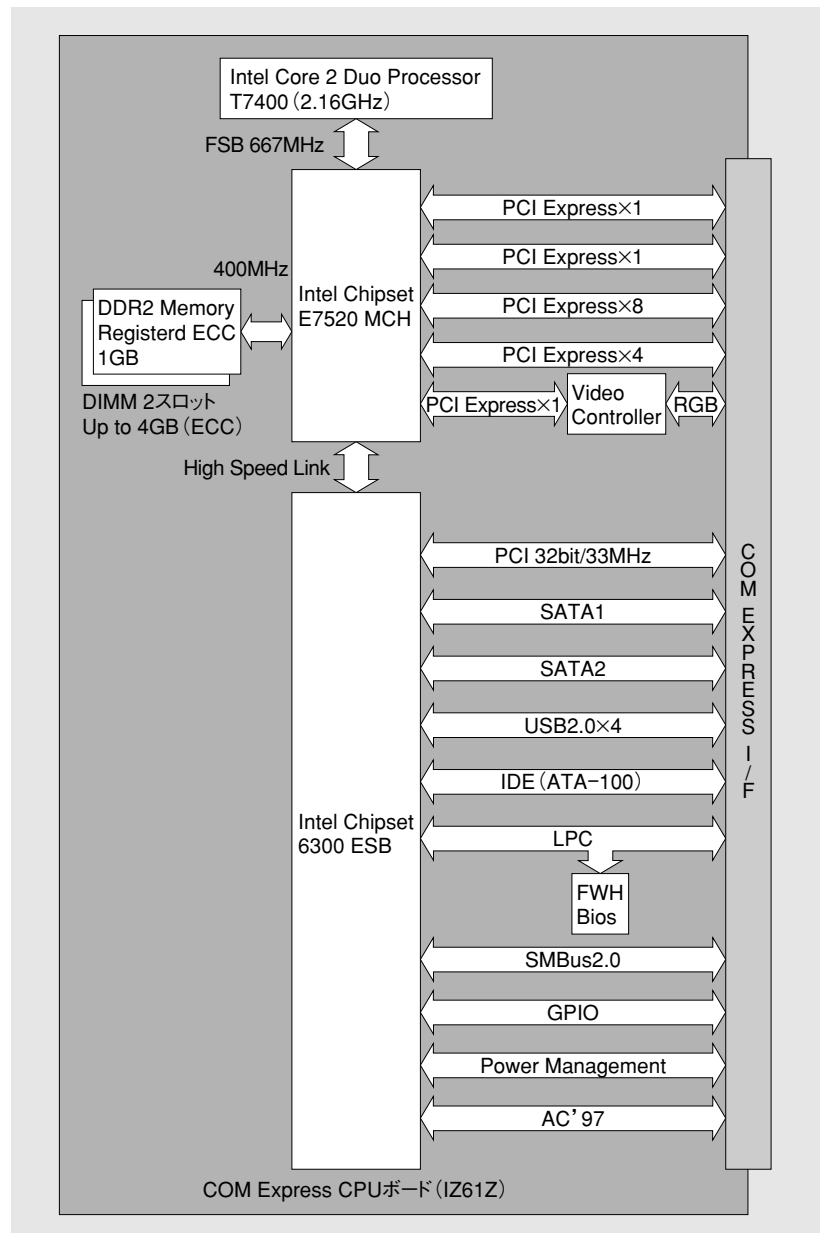 Intel Core 2 Duo Processor
T7400(2.16GHz)
FSB 667MHz
PCI Express×1
PCI Express×1
400MHz
Intel Chipset
E7520 MCH
DDR2 Memory
Registerd ECC
1GB
PCI Express×8
PCI Express×4
DIMM 2スロット
Up to 4GB(ECC)
PCI Express×1
Video
Controller
RGB
High Speed Link
PCI 32bit/33MHz
SATA1
SATA2
USB2.0×4
IDE(ATA-100)
Intel Chipset
6300 ESB
LPC
FWH
Bios
SMBus2.0
GPIO
Power Management
AC'97
COM EXPRESS I/F
COM Express CPUボード(IZ61Z)